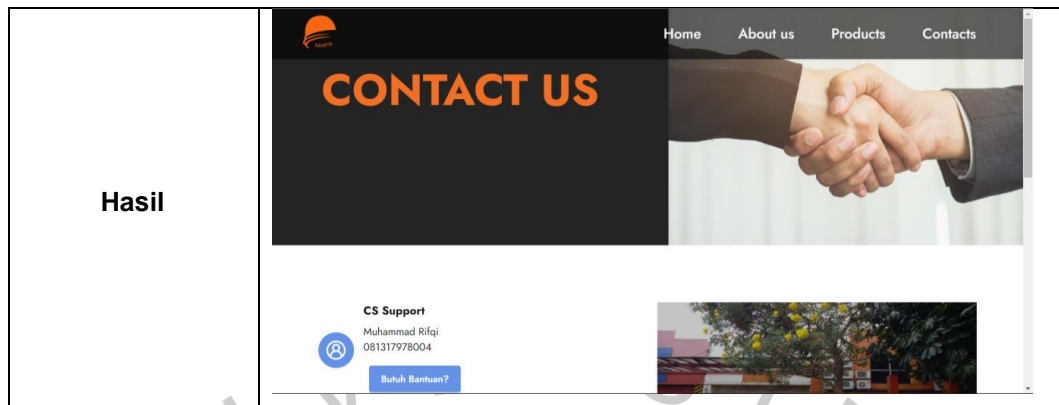 Home About us Products Contacts
CONTACT US
Hasil
CS Support
Muhammad Rifqi
081317978004
Butuh Bantuan?